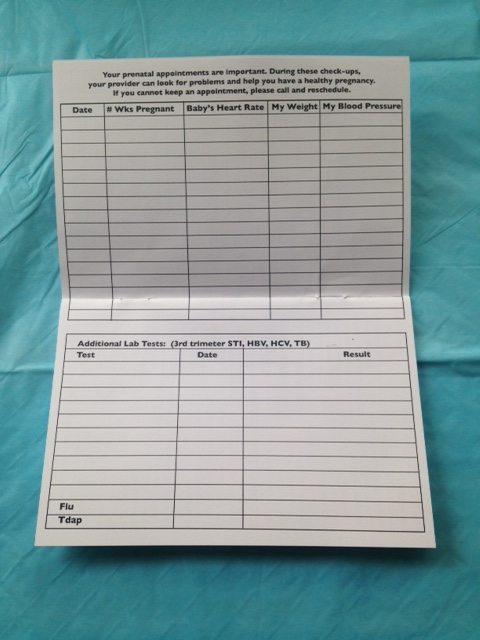 Your prenatal appointments are important. During these check-ups,
your provider can look for problems and help you have a healthy pregnancy.
If you cannot keep an appointment, please call and reschedule.
Date # Wks Pregnant Baby's Heart Rate My Weight My Blood Pressure
Additional Lab Tests: (3rd trimeter STI, HBV, HCV, TB)
Test Date Result
Flu
Tdap